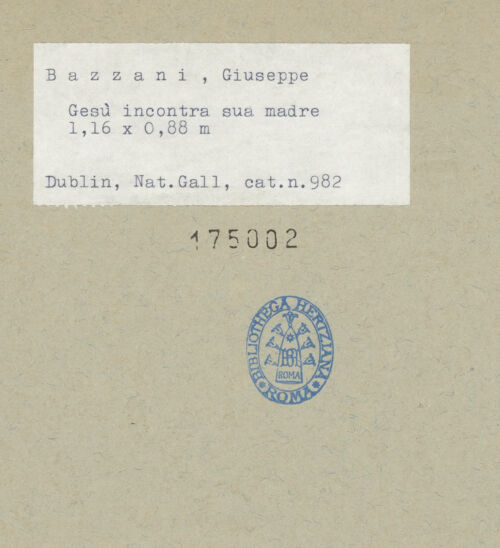 B a z z a n i , Giuseppe
Gesù incontra sua madre
1,16 x 0,88 m
Dublin, Nat.Gall, cat.n.982
175002
BIBLIOTHECA HERTZIANA
ROMA
ROMA